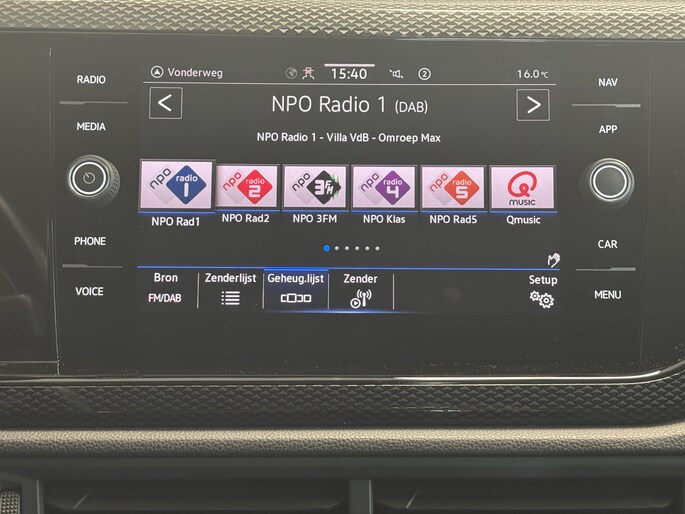 RADIO
MEDIA
PHONE
VOICE
Vonderweg
15:40
2
16.0°C
< NPO Radio 1 (DAB) >
NPO Radio 1 - Villa VdB - Omroep Max
npo radio 1
npo radio 2
npo 3FM
npo radio 4
npo radio 5
Q MUSIC
NPO Rad1 NPO Rad2 NPO 3FM NPO Klas NPO Rad5 Qmusic
Bron Zenderlijst Geheug.lijst Zender Setup
FM/DAB
NAV
APP
CAR
MENU